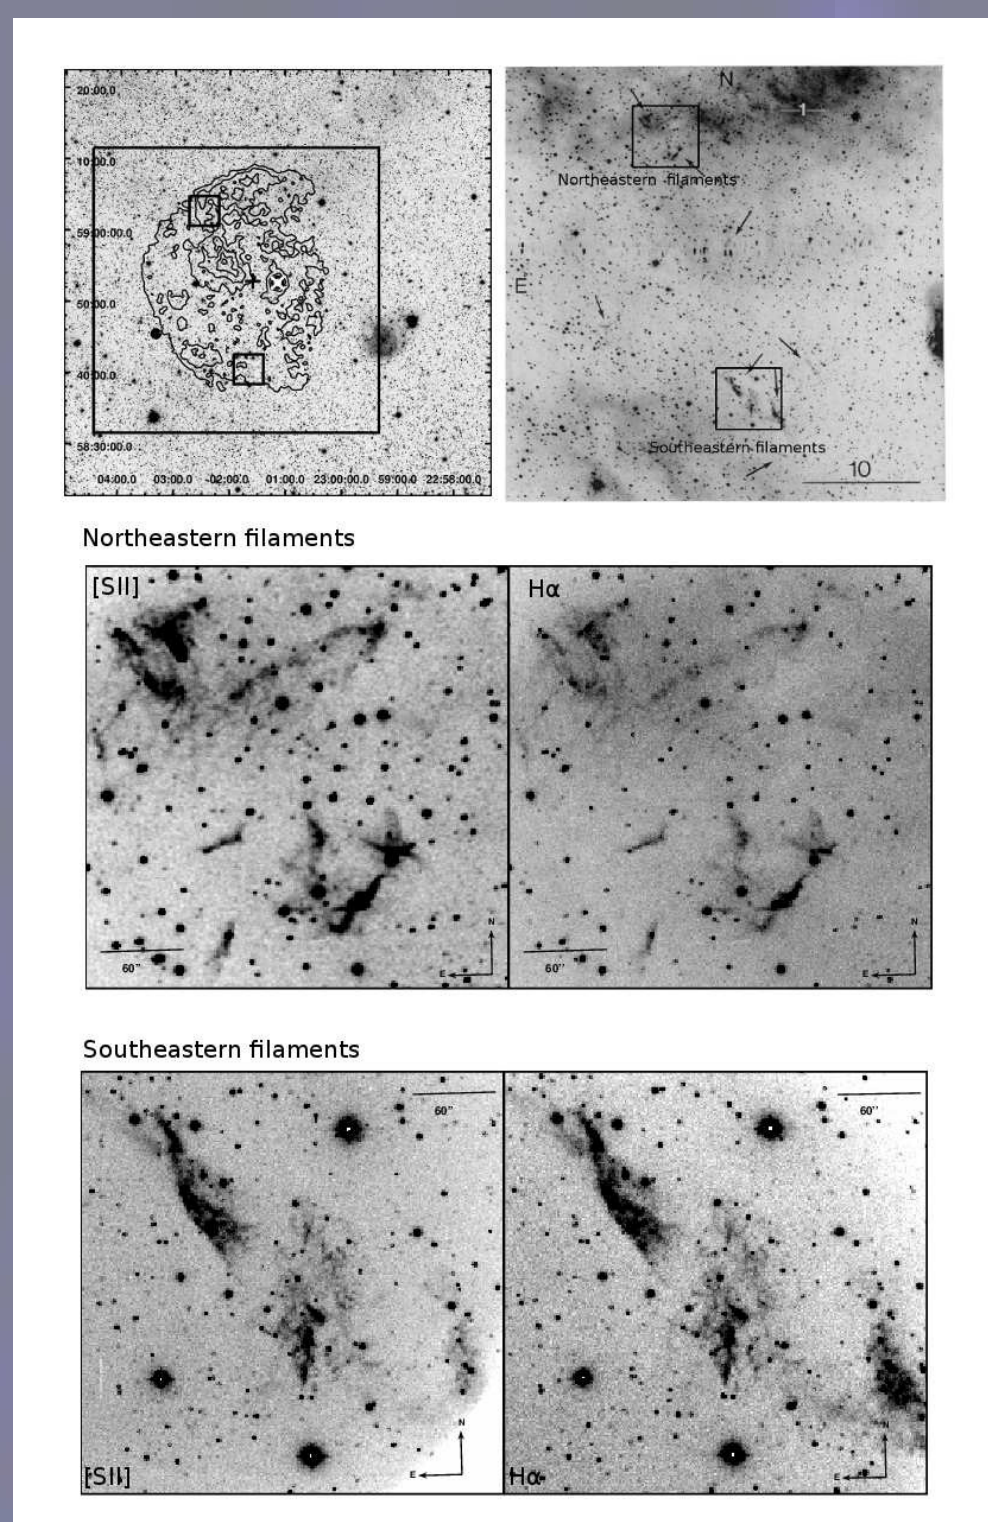 20:00.0
10:00.0
59:00:00.0
50:00.0
40:00.0
58:30:00.0
04:00.0 03:00.0 02:00.0 01:00.0 23:00:00.0 59:00.0 22:58:00.0
N
1
Northeastern filaments
E
Southeastern filaments
10
Northeastern filaments
[SII]
Hα
60"
N
E
60"
N
E
Southeastern filaments
60"
60"
N
E
[SII]
N
E
Hα